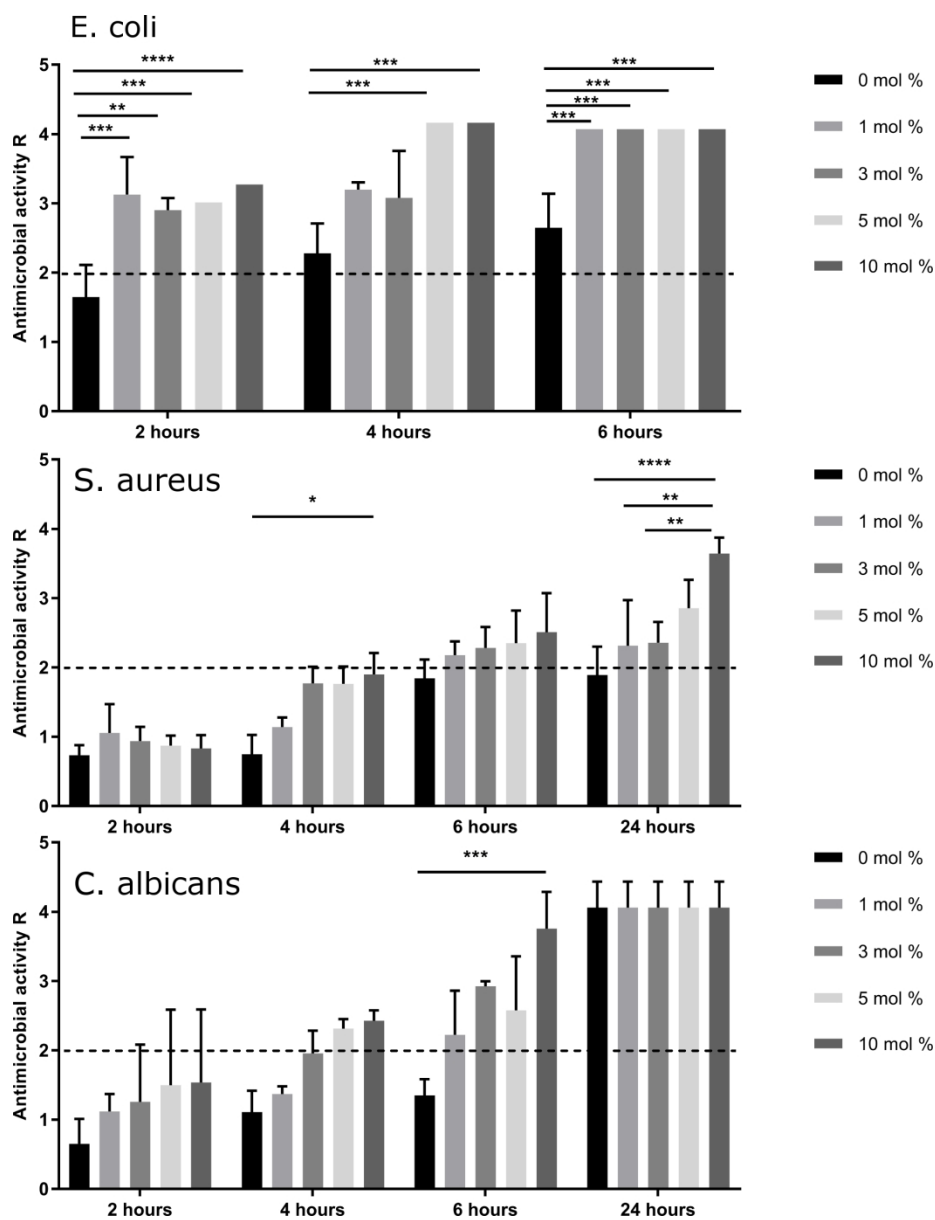 E. coli
5
4
3
2
1
0
Antimicrobial activity R
****
***
**
***
***
***
***
***
***
***
2 hours
4 hours
6 hours
0 mol %
1 mol %
3 mol %
5 mol %
10 mol %
S. aureus
5
4
3
2
1
0
Antimicrobial activity R
*
****
**
**
2 hours
4 hours
6 hours
24 hours
0 mol %
1 mol %
3 mol %
5 mol %
10 mol %
C. albicans
5
4
3
2
1
0
Antimicrobial activity R
***
2 hours
4 hours
6 hours
24 hours
0 mol %
1 mol %
3 mol %
5 mol %
10 mol %